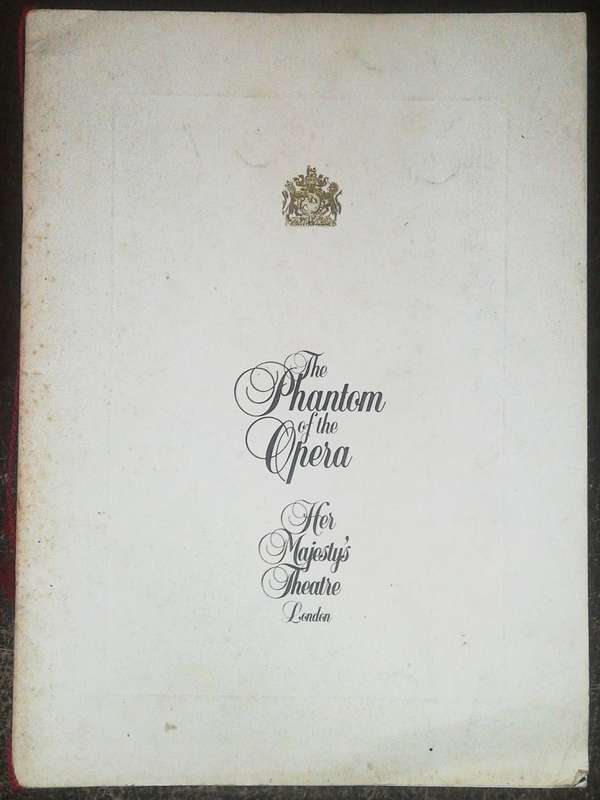 The
Phantom
of the
Opera
Her
Majesty's
Theatre
London